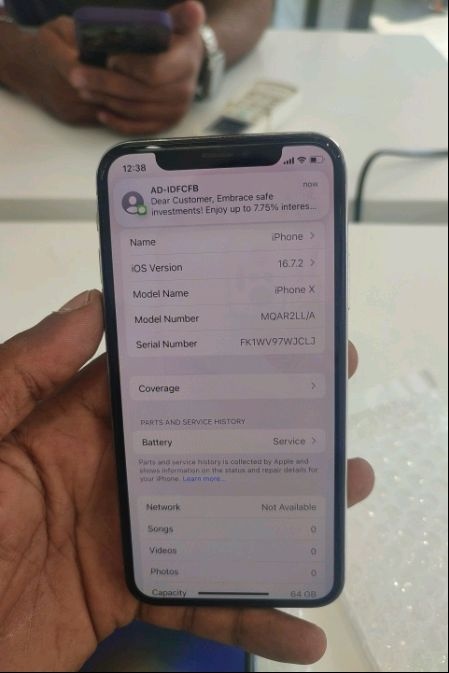 12:38
AD-IDFCFB now
Dear Customer, Embrace safe
investments! Enjoy up to 7.75% interes...
Name iPhone
iOS Version 16.7.2
Model Name iPhone X
Model Number MQAR2LL/A
Serial Number FK1WV97WJCLJ
Coverage
PARTS AND SERVICE HISTORY
Battery Service
Parts and service history is collected by Apple and
shows information on the status and repair details for
your iPhone. Learn more...
Network Not Available
Songs 0
Videos 0
Photos 0
Capacity 64 GB